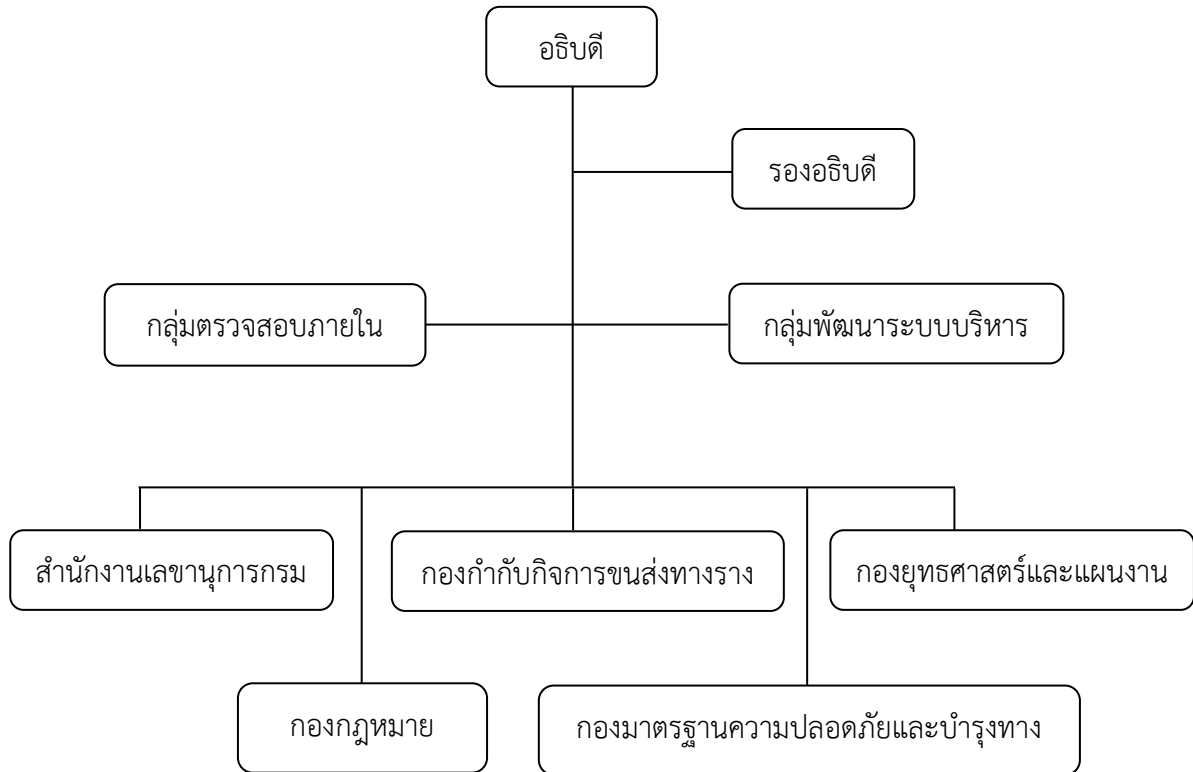 อธิบดี
รองอธิบดี
กลุ่มตรวจสอบภายใน
กลุ่มพัฒนาระบบบริหาร
สำนักงานเลขานุการกรม
กองกำกับกิจการขนส่งทางราง
กองยุทธศาสตร์และแผนงาน
กองกฎหมาย
กองมาตรฐานความปลอดภัยและบำรุงทาง